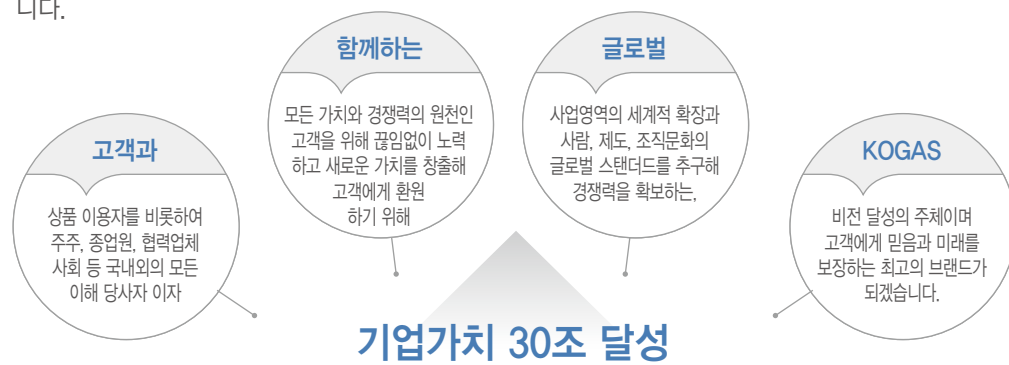 니다.
고객과
상품 이용자를 비롯하여
주주, 종업원, 협력업체
사회 등 국내외의 모든
이해 당사자 이자
함께하는
모든 가치와 경쟁력의 원천인
고객을 위해 끊임없이 노력
하고 새로운 가치를 창출해
고객에게 환원
하기 위해
글로벌
사업영역의 세계적 확장과
사람, 제도, 조직문화의
글로벌 스탠더드를 추구해
경쟁력을 확보하는,
KOGAS
비전 달성의 주체이며
고객에게 믿음과 미래를
보장하는 최고의 브랜드가
되겠습니다.
기업가치 30조 달성